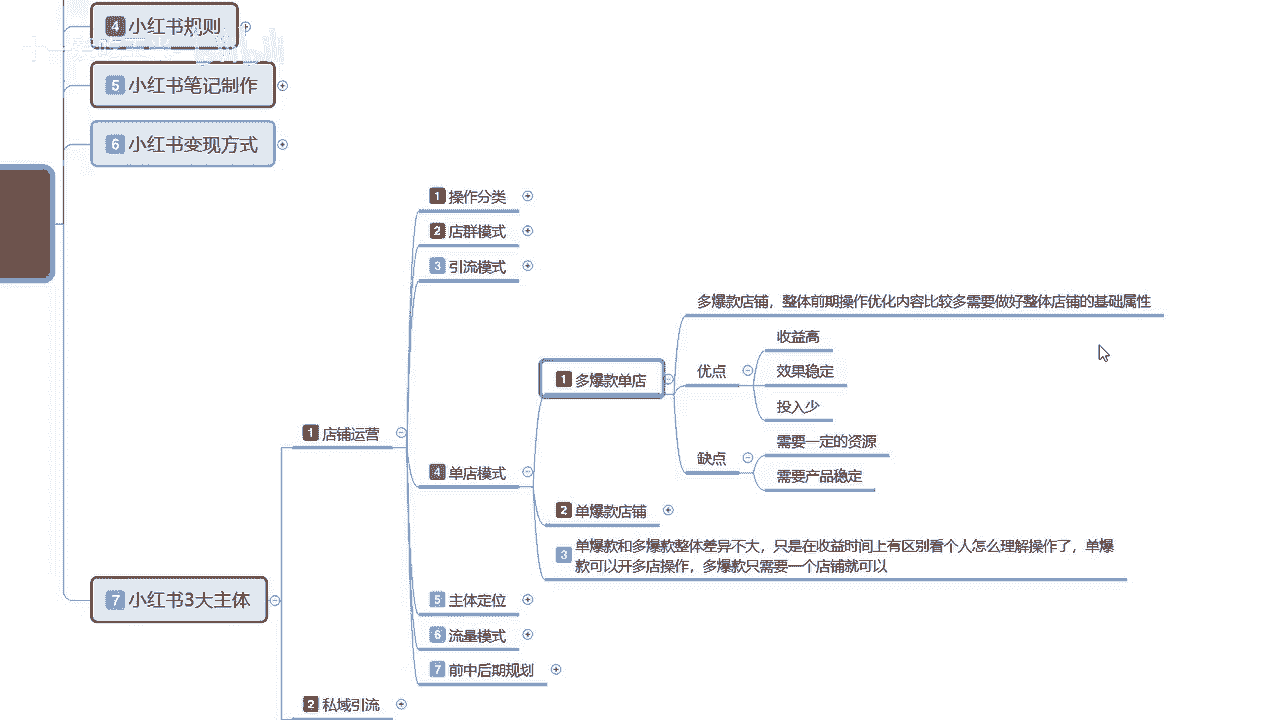 4 小红书规则
5 小红书笔记制作
6 小红书变现方式
1 操作分类
2 店群模式
3 引流模式
多爆款店铺，整体前期操作优化内容比较多需要做好整体店铺的基础属性
收益高
1 多爆款单店
优点
效果稳定
投入少
1 店铺运营
需要一定的资源
缺点
4 单店模式
需要产品稳定
2 单爆款店铺
3 单爆款和多爆款整体差异不大，只是在收益时间上有区别看个人怎么理解操作了，单爆
款可以开多店操作，多爆款只需要一个店铺就可以
7 小红书3大主体
5 主体定位
6 流量模式
7 前中后期规划
2 私域引流